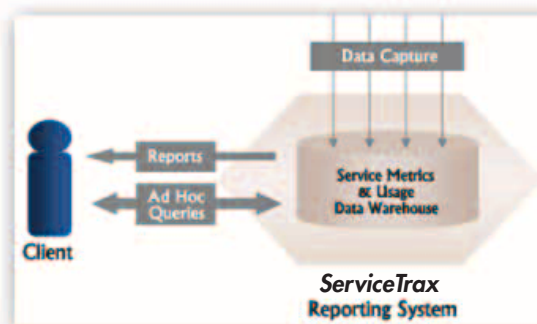 Data Capture
Reports
Ad Hoc
Queries
Service Metrics
& Usage
Data Warehouse
Client
ServiceTrax
Reporting System